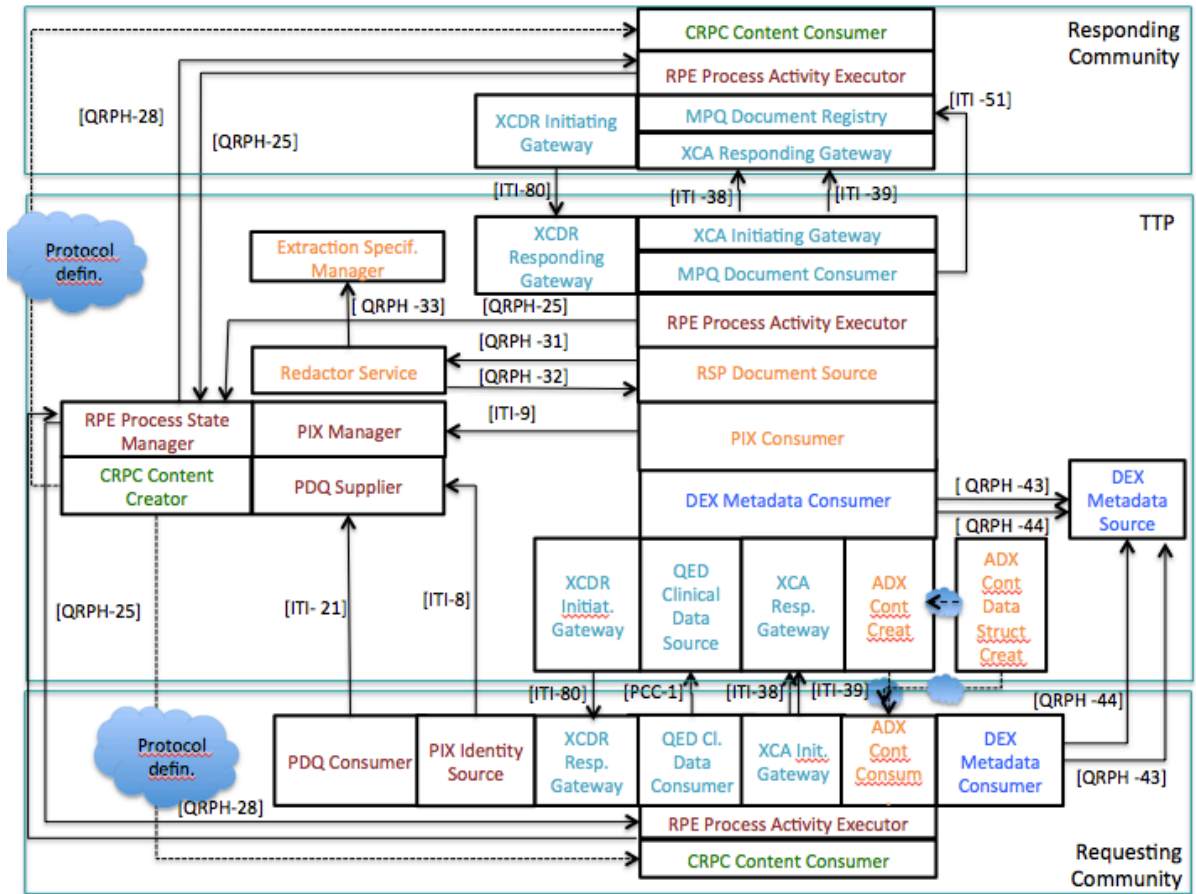 CRPC Content Consumer
Responding
Community
RPE Process Activity Executor
[QRPH-28]
[ITI -51]
[QRPH-25]
XCDR Initiating
Gateway
MPQ Document Registry
XCA Responding Gateway
[ITI-80]
[ITI -38]
[ITI -39]
TTP
Protocol
defin.
Extraction Specif.
Manager
XCDR
Responding
Gateway
XCA Initiating Gateway
MPQ Document Consumer
[ QRPH -33]
[QRPH-25]
RPE Process Activity Executor
[QRPH -31]
Redactor Service
[QRPH -32]
RSP Document Source
RPE Process State
Manager
PIX Manager
[ITI-9]
PIX Consumer
CRPC Content
Creator
PDQ Supplier
DEX Metadata Consumer
[ QRPH -43]
[ QRPH -44]
DEX
Metadata
Source
[QRPH-25]
[ITI- 21]
[ITI-8]
XCDR
Initiat.
Gateway
QED
Clinical
Data
Source
XCA
Resp.
Gateway
ADX
Cont
Creat
ADX
Cont
Data
Struct
Creat
[ITI-80]
[PCC-1]
[ITI-38]
[ITI-39]
[QRPH -44]
Protocol
defin.
PDQ Consumer
PIX Identity
Source
XCDR
Resp.
Gateway
QED Cl.
Data
Consumer
XCA Init.
Gateway
ADX
Cont
Consum
DEX
Metadata
Consumer
[QRPH -43]
[QRPH-28]
RPE Process Activity Executor
CRPC Content Consumer
Requesting
Community